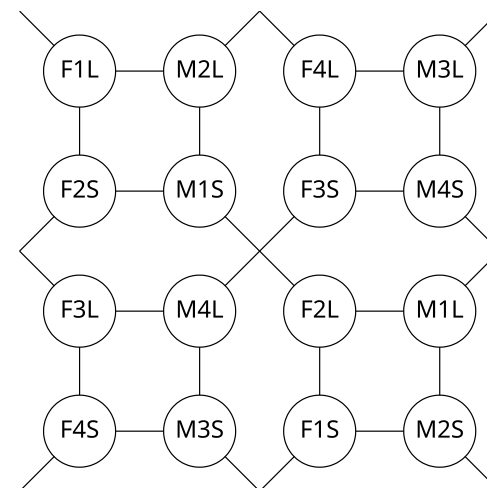 F1L M2L F4L M3L
F2S M1S F3S M4S
F3L M4L F2L M1L
F4S M3S F1S M2S